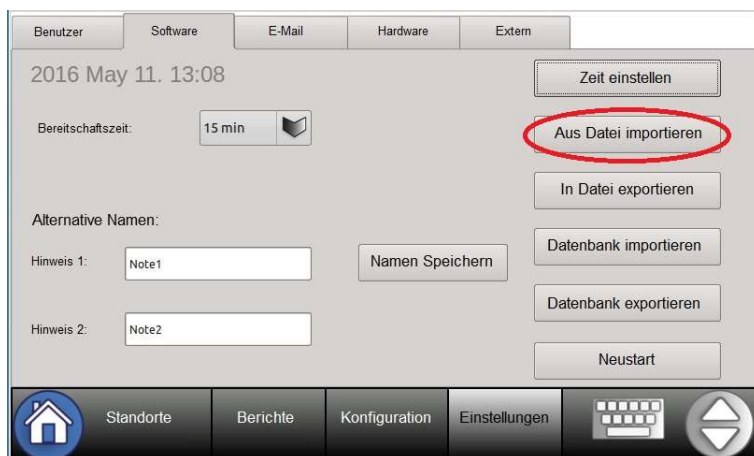 Benutzer Software E-Mail Hardware Extern
2016 May 11. 13:08
Zeit einstellen
Bereitschaftszeit: 15 min
Aus Datei importieren
In Datei exportieren
Alternative Namen:
Datenbank importieren
Hinweis 1: Note1 Namen Speichern
Datenbank exportieren
Hinweis 2: Note2
Neustart
Standorte Berichte Konfiguration Einstellungen